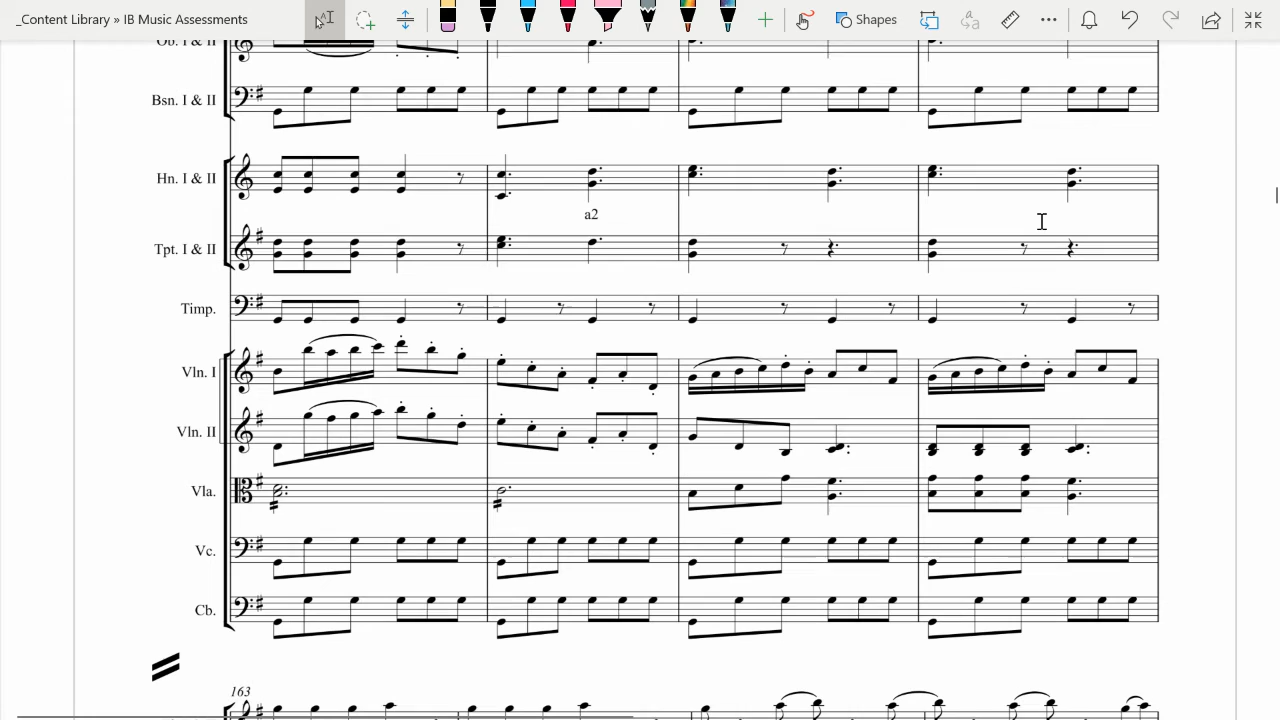 _Content Library » IB Music Assessments
Shapes
Ob. I & II
Bsn. I & II
Hn. I & II
a2
Tpt. I & II
Timp.
Vln. I
Vln. II
Vla.
Vc.
Cb.
163